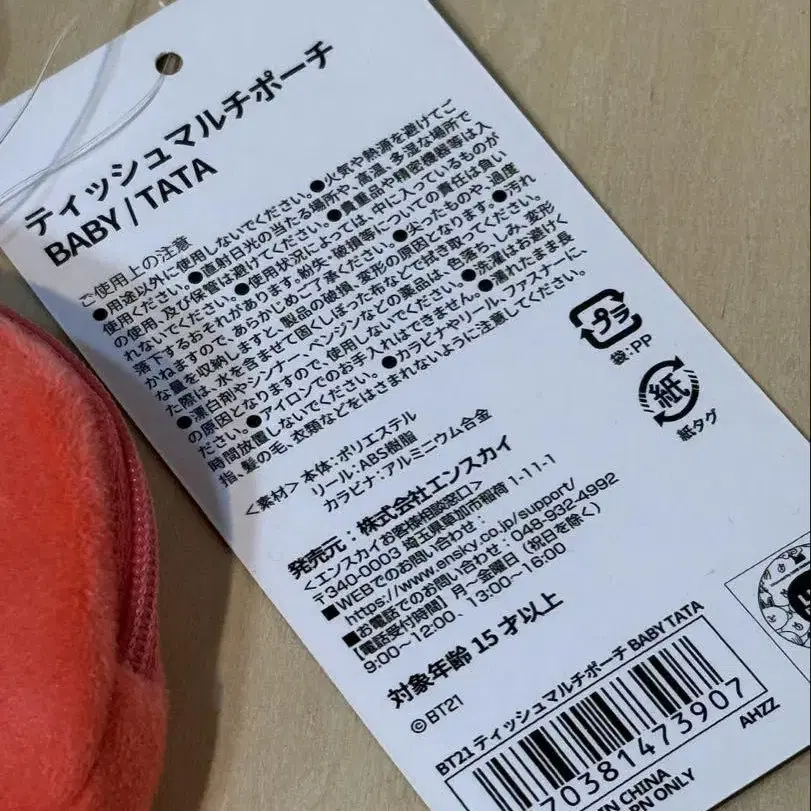 ティッシュマルチポーチ
BABY / TATA
ご使用上の注意
●用途以外に使用しないでください。●火気や熱源を避けてご
使用ください。●直射日光の当たる場所や、高温、多湿な場所で
の使用、及び保管は避けてください。●貴重品や精密機器等は入
れないでください。●使用状況によっては、中に入っているものが
落下するおそれがあります。紛失、破損等についての責任は負い
かねますので、あらかじめご了承ください。●尖ったものや、過度
な量を収納しますと、製品の破損、変形の原因となります。●汚れ
た際は、水を含ませて固くしぼった布などで拭き取ってください。
●漂白剤やシンナー、ベンジンなどの薬品は、色落ち、しみ、変形
の原因となりますので、使用しないでください。●洗濯はお避けく
ださい。●アイロンでのお手入れはできません。●濡れたまま長
時間放置しないでください。●カラビナやリール、ファスナーに、
指、髪の毛、衣類などをはさまれないように注意してください。
プラ
袋:PP
紙
紙タグ
<素材>本体:ポリエステル
リール:ABS樹脂
カラビナ:アルミニウム合金
発売元:株式会社エンスカイ
<エンスカイお客様相談窓口>
〒340-0003 埼玉県草加市稲荷 1-11-1
■WEBでのお問い合わせ:
https://www.ensky.co.jp/support/
■お電話でのお問い合わせ:048-932-4992
【電話受付時間】月~金曜日(祝日を除く)
9:00~12:00、13:00~16:00
対象年齢 15 才以上
©BT21
BT21 ティッシュマルチポーチ BABY TATA
70381473907
AHZZ
CHINA
ONLY